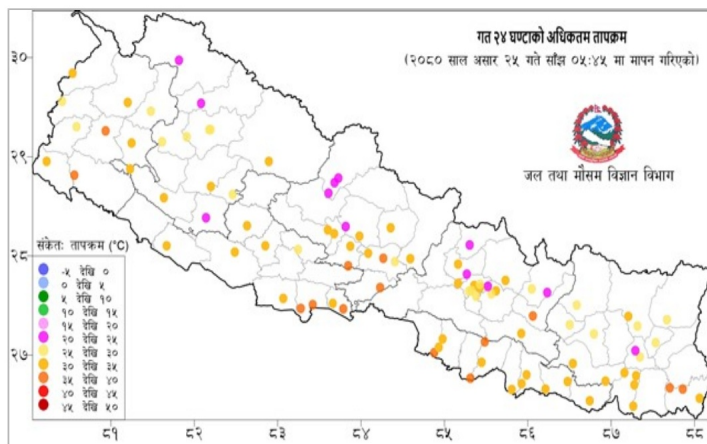 गत २४ घण्टाको अधिकतम तापक्रम
(२०८० साल असार २५ गते साँझ ०५:४५ मा मापन गरिएको)
जल तथा मौसम विज्ञान विभाग
३०
२९
२८
२७
संकेतः तापक्रम (°C)
-५ देखि ०
० देखि ५
५ देखि १०
१० देखि १५
१५ देखि २०
२० देखि २५
२५ देखि ३०
३० देखि ३५
३५ देखि ४०
४० देखि ४५
४५ देखि ५०
८१ ८२ ८३ ८४ ८५ ८६ ८७ ८८